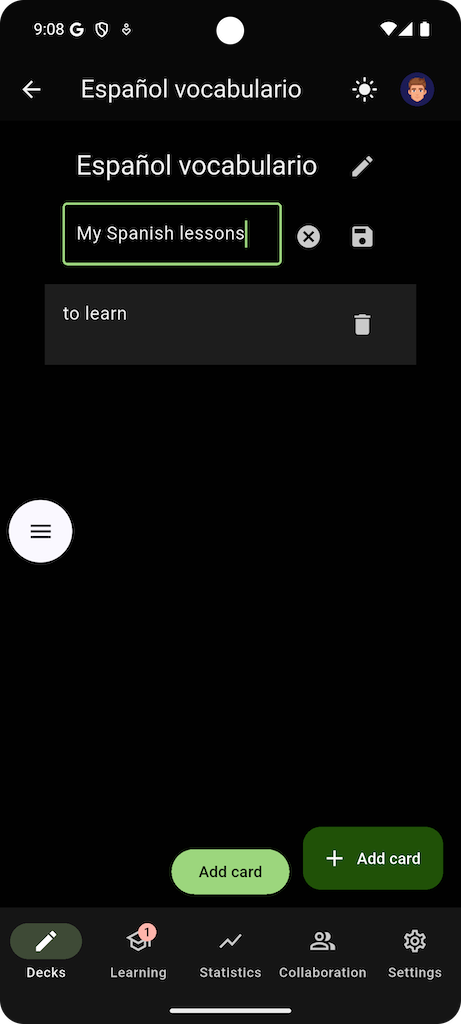 9:08
Español vocabulario
Español vocabulario
My Spanish lessons
to learn
Add card
Add card
1
Decks
Learning
Statistics
Collaboration
Settings